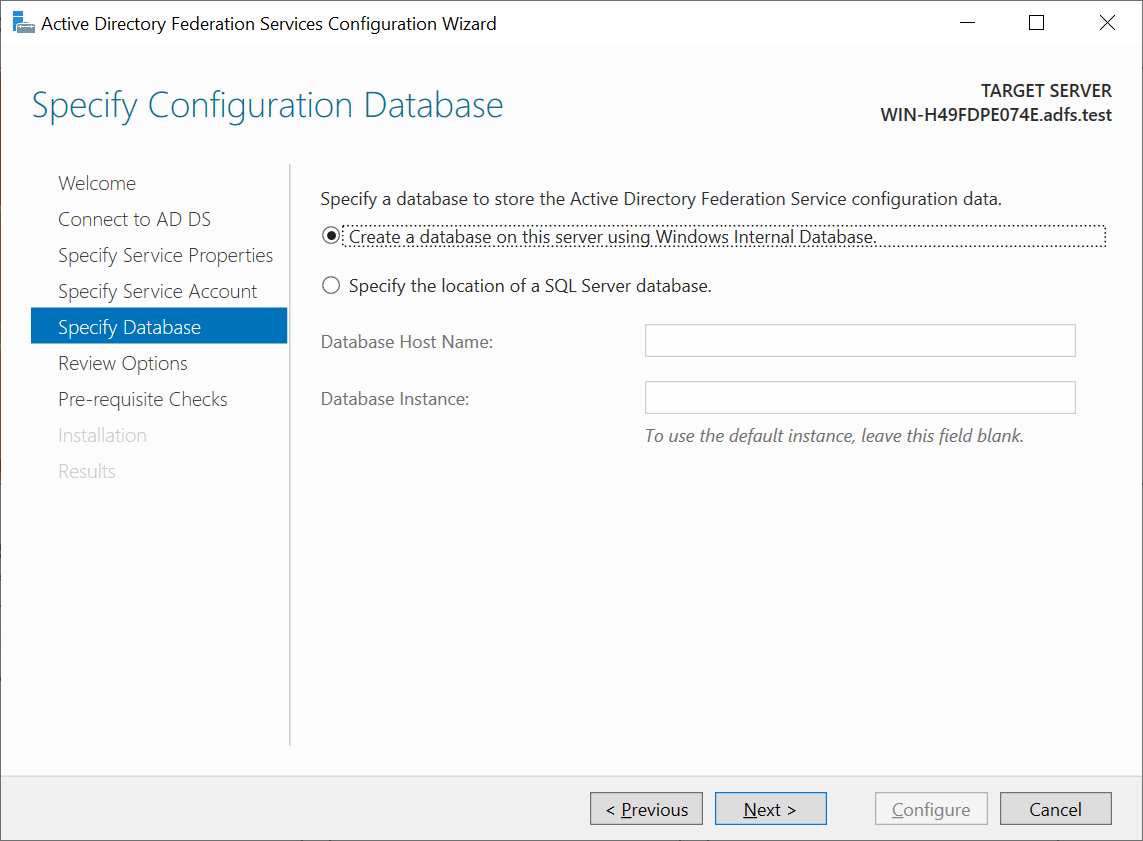 Active Directory Federation Services Configuration Wizard
Specify Configuration Database
TARGET SERVER
WIN-H49FDPE074E.adfs.test
Welcome
Connect to AD DS
Specify Service Properties
Specify Service Account
Specify Database
Review Options
Pre-requisite Checks
Installation
Results
Specify a database to store the Active Directory Federation Service configuration data.
Create a database on this server using Windows Internal Database.
Specify the location of a SQL Server database.
Database Host Name:
Database Instance:
To use the default instance, leave this field blank.
< Previous
Next >
Configure
Cancel